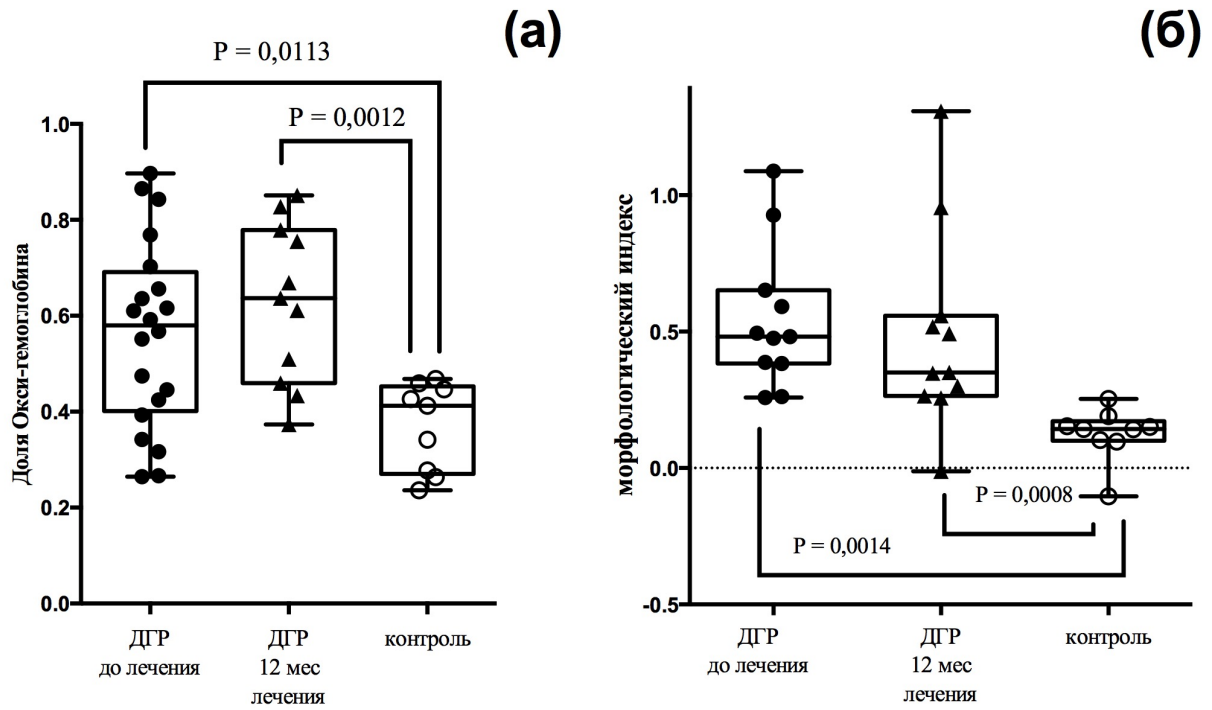 (а)
P = 0,0113
P = 0,0012
1.0
0.8
0.6
0.4
0.2
0.0
Доля Окси-гемоглобина
ДГР
до лечения
ДГР
12 мес
лечения
контроль
(б)
1.0
0.5
0.0
-0.5
морфологический индекс
P = 0,0008
P = 0,0014
ДГР
до лечения
ДГР
12 мес
лечения
контроль